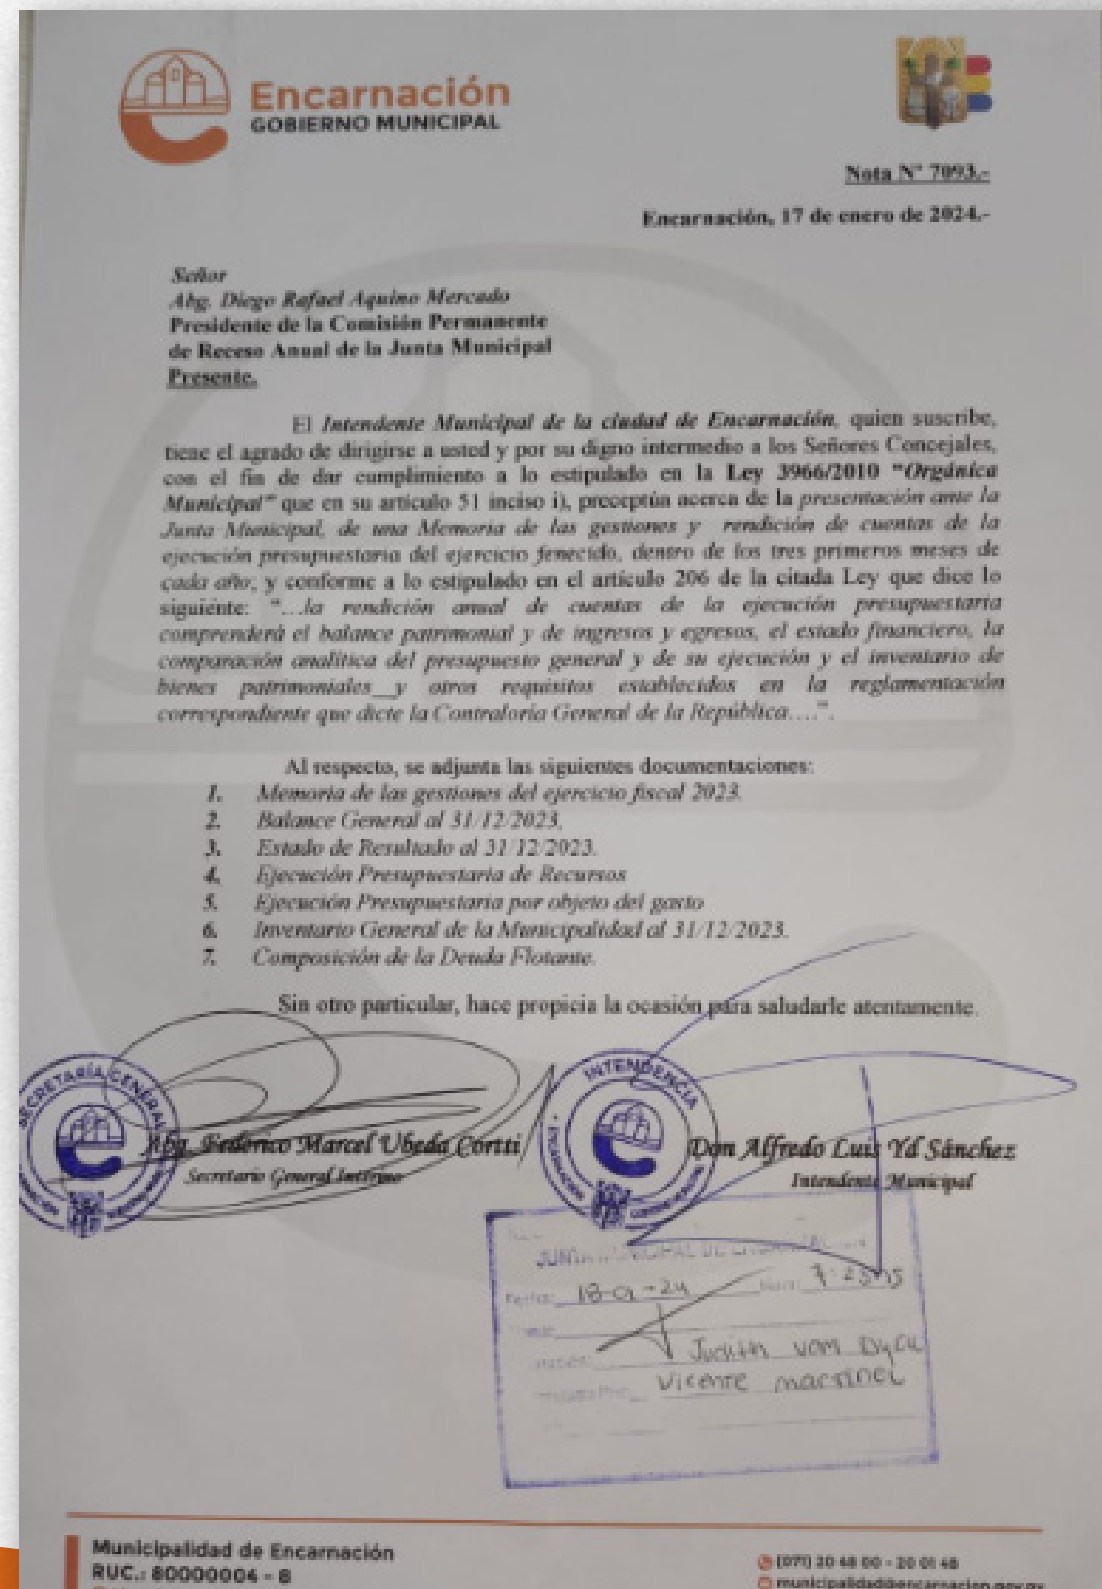 Encarnación
GOBIERNO MUNICIPAL
Nota N° 7093.-
Encarnación, 17 de enero de 2024.-
Señor
Abg. Diego Rafael Aquino Mercado
Presidente de la Comisión Permanente
de Receso Anual de la Junta Municipal
Presente.
El Intendente Municipal de la ciudad de Encarnación, quien suscribe,
tiene el agrado de dirigirse a usted y por su digno intermedio a los Señores Concejales,
con el fin de dar cumplimiento a lo estipulado en la Ley 3966/2010 "Orgánica
Municipal" que en su artículo 51 inciso i), preceptúa acerca de la presentación ante la
Junta Municipal, de una Memoria de las gestiones y rendición de cuentas de la
ejecución presupuestaria del ejercicio fenecido, dentro de los tres primeros meses de
cada año; y conforme a lo estipulado en el artículo 206 de la citada Ley que dice lo
siguiente: "...la rendición anual de cuentas de la ejecución presupuestaria
comprenderá el balance patrimonial y de ingresos y egresos, el estado financiero, la
comparación analítica del presupuesto general y de su ejecución y el inventario de
bienes patrimoniales y otros requisitos establecidos en la reglamentación
correspondiente que dicte la Contraloría General de la República....".
Al respecto, se adjunta las siguientes documentaciones:
1. Memoria de las gestiones del ejercicio fiscal 2023.
2. Balance General al 31/12/2023.
3. Estado de Resultado al 31/12/2023.
4. Ejecución Presupuestaria de Recursos
5. Ejecución Presupuestaria por objeto del gasto
6. Inventario General de la Municipalidad al 31/12/2023.
7. Composición de la Deuda Flotante.
Sin otro particular, hace propicia la ocasión para saludarle atentamente.
SECRETARÍA GENERAL
INTENDENCIA
Abg. Federico Marcel Ubeda Cortti
Secretario General Interino
Don Alfredo Luis Yd Sánchez
Intendente Municipal
Fecha: 18-01-24 Hora:
Judith vom
Vicente martinez
Municipalidad de Encarnación
RUC.: 80000004 - 8
(071) 20 48 00 - 20 01 48
municipalidad@encarnacion.gov.py